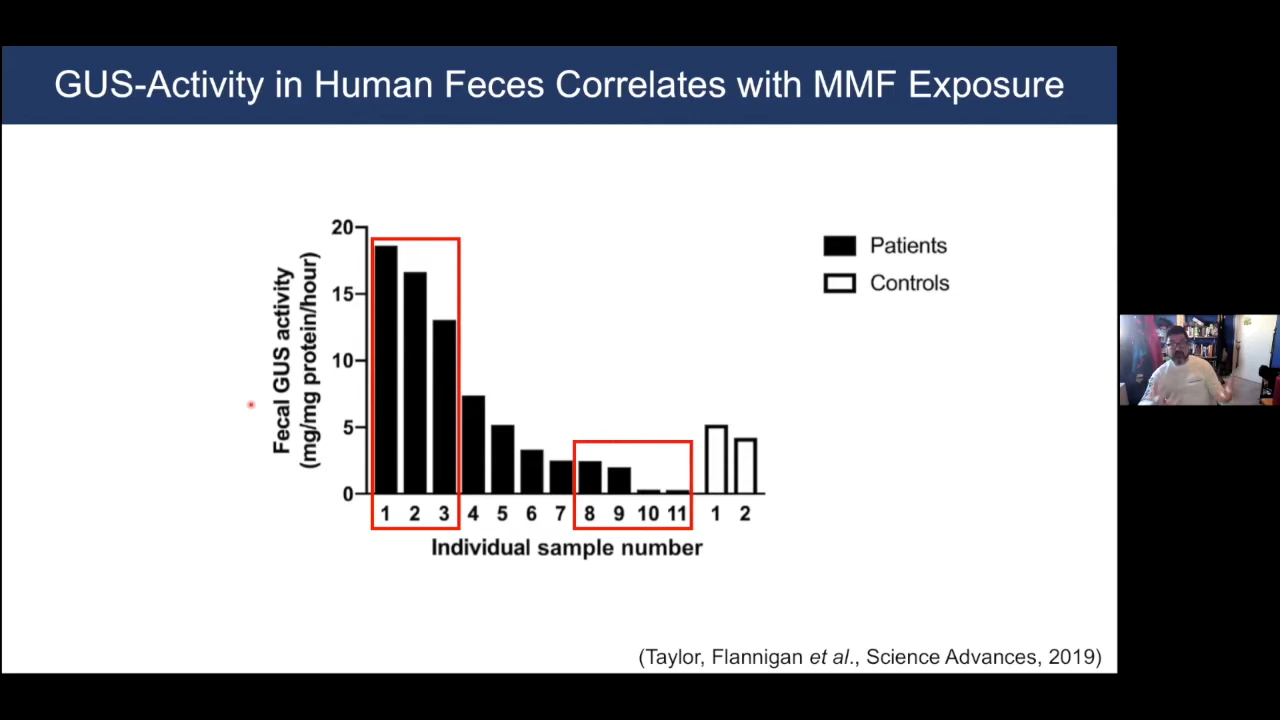 GUS-Activity in Human Feces Correlates with MMF Exposure
Fecal GUS activity
(mg/mg protein/hour)
20
15
10
5
0
1 2 3 4 5 6 7 8 9 10 11 1 2
Individual sample number
Patients
Controls
(Taylor, Flannigan et al., Science Advances, 2019)